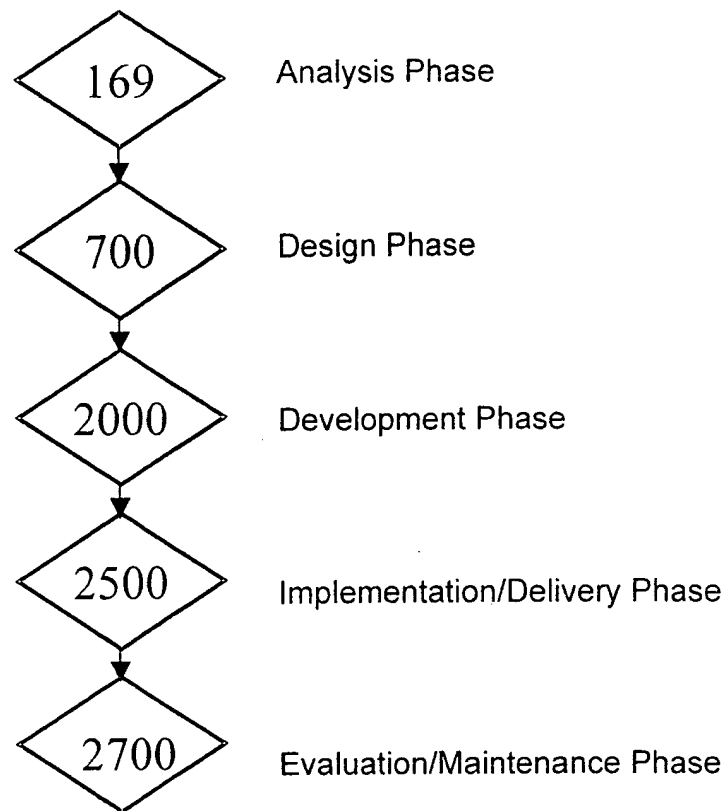 169 Analysis Phase
700 Design Phase
2000 Development Phase
2500 Implementation/Delivery Phase
2700 Evaluation/Maintenance Phase